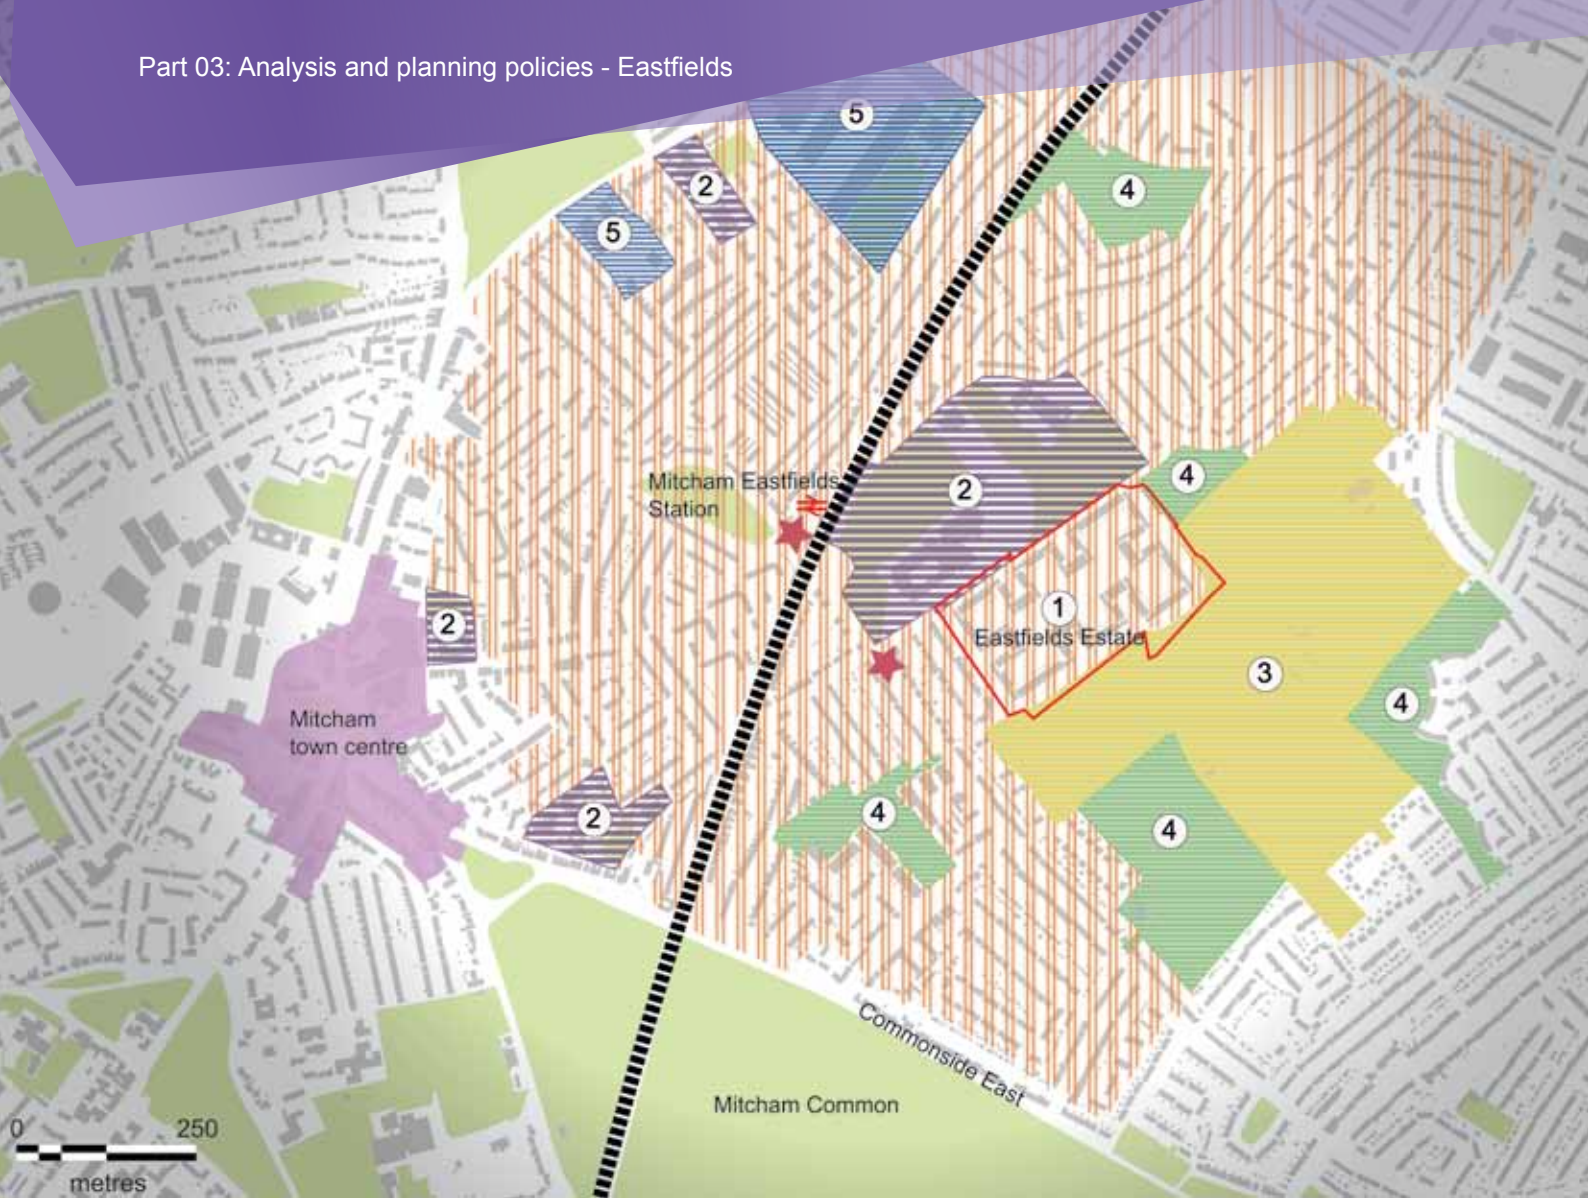 Part 03: Analysis and planning policies - Eastfields
5
2
4
5
Mitcham Eastfields
Station
4
2
1
Eastfields Estate
2
3
4
Mitcham
town centre
2
4
4
Commonside East
Mitcham Common
0 250
metres